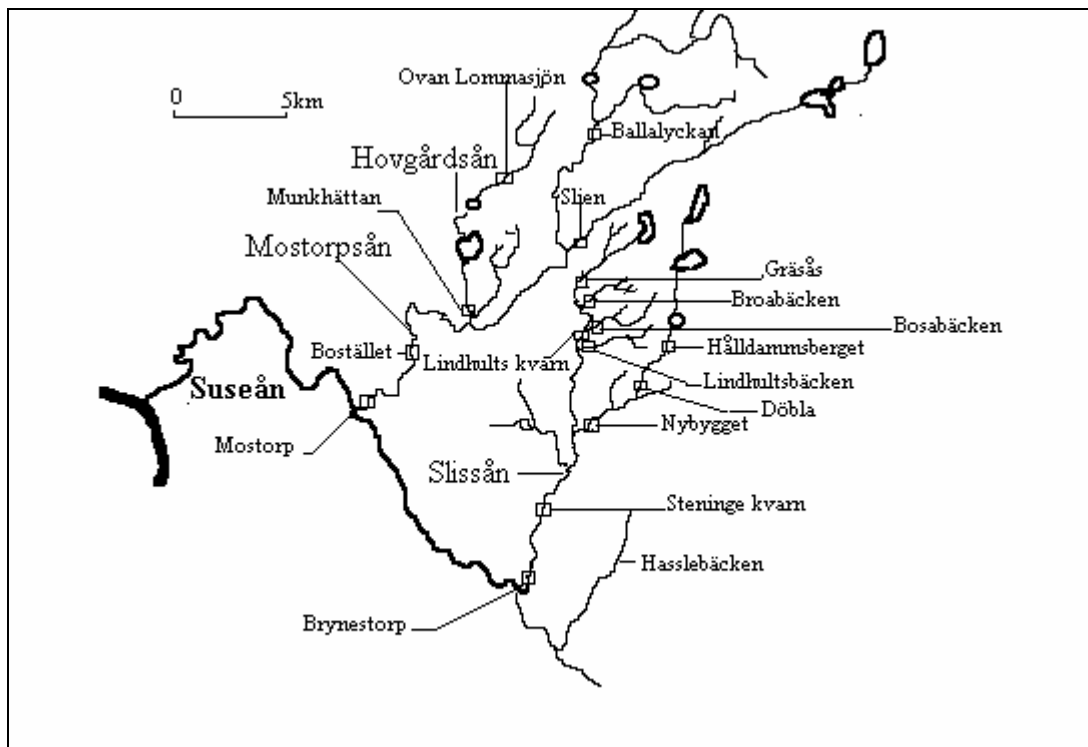 Ovan Lommasjön
0 5km
Ballalyckan
Hovgårdsån
Munkhättan
Slien
Mostorpsån
Gräsås
Broabäcken
Bosabäcken
Bostället
Lindhults kvarn
Hålldammsberget
Suseån
Lindhultsbäcken
Döbla
Mostorp
Nybygget
Slissån
Steninge kvarn
Hasslebäcken
Brynestorp